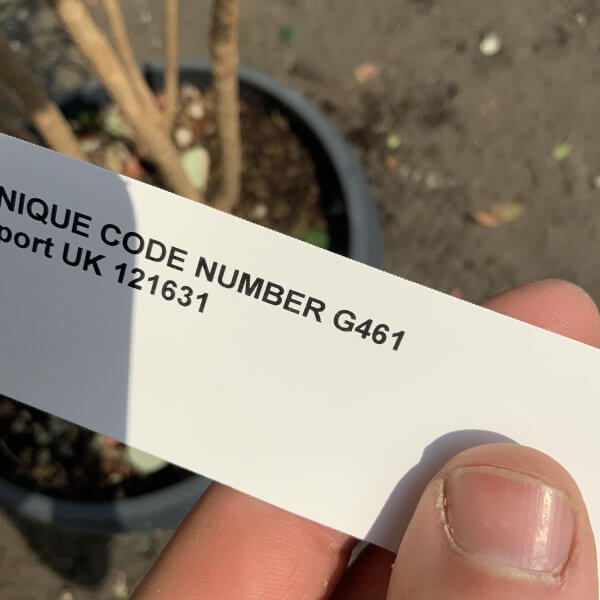 NIQUE CODE NUMBER G461
port UK 121631